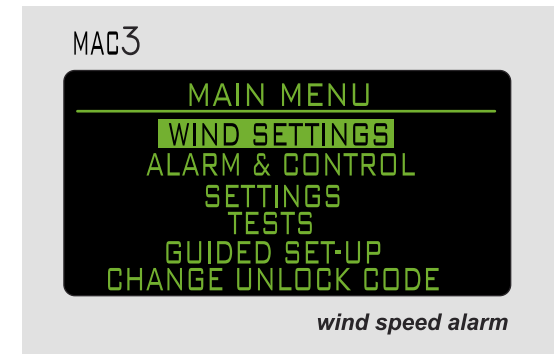 MAC3
MAIN MENU
WIND SETTINGS
ALARM & CONTROL
SETTINGS
TESTS
GUIDED SET-UP
CHANGE UNLOCK CODE
wind speed alarm